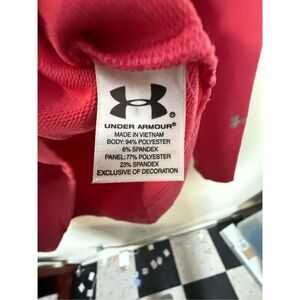 UNDER ARMOUR®
MADE IN VIETNAM
BODY: 94% POLYESTER
6% SPANDEX
PANEL: 77% POLYESTER
23% SPANDEX
EXCLUSIVE OF DECORATION